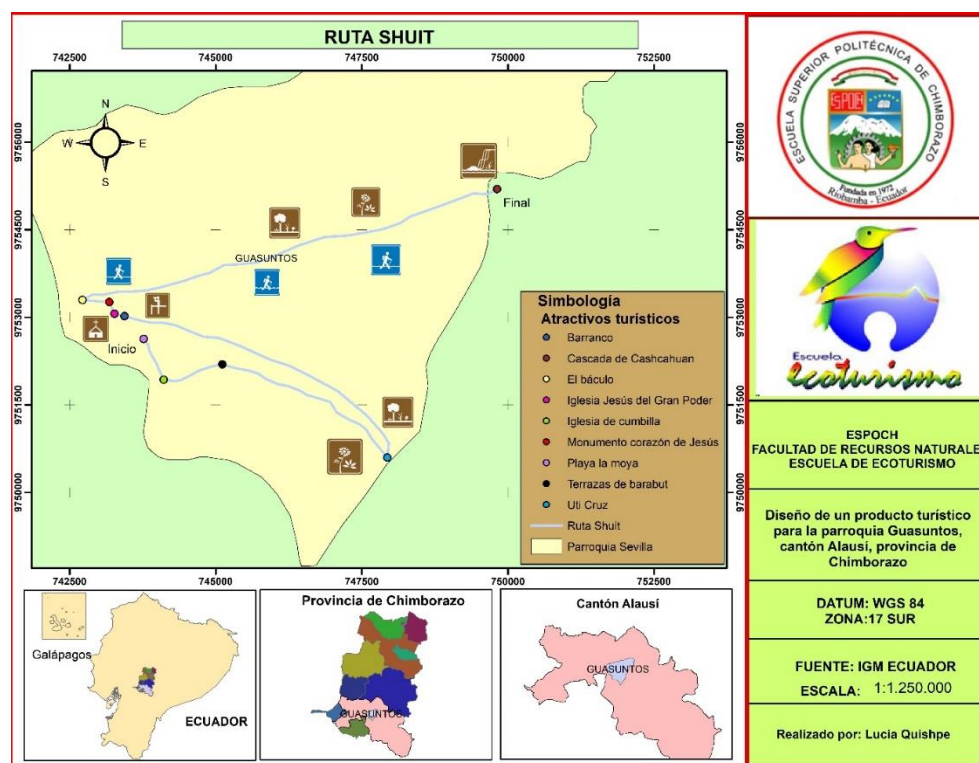 RUTA SHUIT
742500 745000 747500 750000 752500
9756000 9754500 9753000 9751500 9750000
N
W E
S
Final
GUASUNTOS
Inicio
Simbología
Atractivos turísticos
Barranco
Cascada de Cashcahuan
El báculo
Iglesia Jesús del Gran Poder
Iglesia de cumbilla
Monumento corazón de Jesús
Playa la moya
Terrazas de barabut
Uti Cruz
Ruta Shuit
Parroquia Sevilla
9756000 9754500 9753000 9751500 9750000
742500 745000 747500 750000 752500
Galápagos
ECUADOR
Provincia de Chimborazo
GUASUNTOS
Cantón Alausí
GUASUNTOS
ESCUELA SUPERIOR POLITÉCNICA DE CHIMBORAZO
ESPOCH
Fundada en 1972
Riobamba - Ecuador
Escuela
ecoturismo
ESPOCH
FACULTAD DE RECURSOS NATURALE
ESCUELA DE ECOTURISMO
Diseño de un producto turístico
para la parroquia Guasuntos,
cantón Alausí, provincia de
Chimborazo
DATUM: WGS 84
ZONA:17 SUR
FUENTE: IGM ECUADOR
ESCALA: 1:1.250.000
Realizado por: Lucia Quishpe